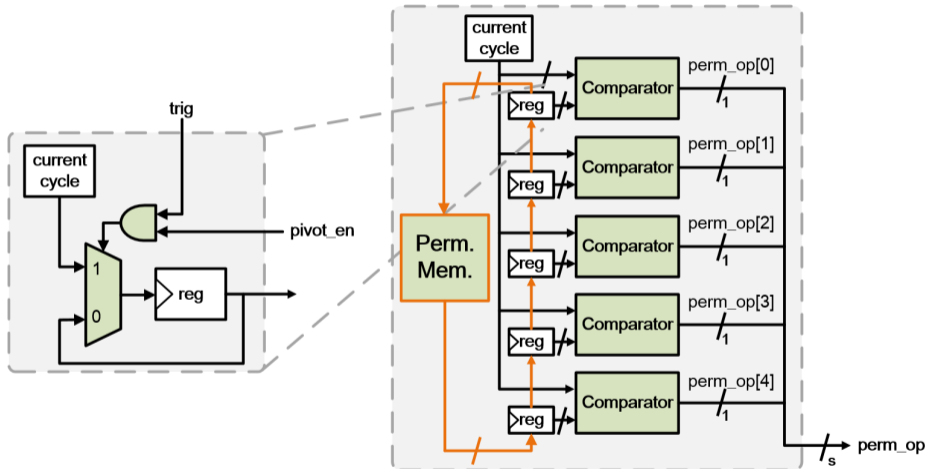 trig
current
cycle
pivot_en
1
0
reg
current
cycle
Perm.
Mem.
reg
Comparator
perm_op[0]
1
reg
Comparator
perm_op[1]
1
reg
Comparator
perm_op[2]
1
reg
Comparator
perm_op[3]
1
reg
Comparator
perm_op[4]
1
s
perm_op